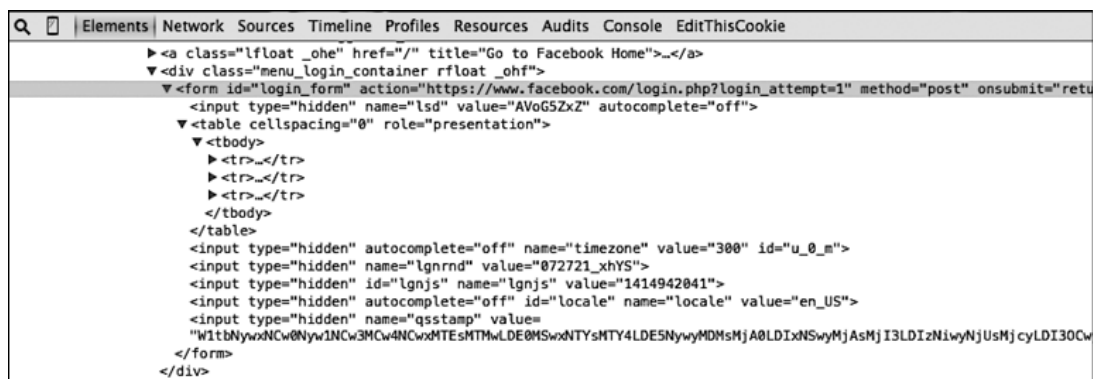 Elements Network Sources Timeline Profiles Resources Audits Console EditThisCookie
▶<a class="lfloat _ohe" href="/" title="Go to Facebook Home">…</a>
▼<div class="menu_login_container rfloat _ohf">
▼<form id="login_form" action="https://www.facebook.com/login.php?login_attempt=1" method="post" onsubmit="retu
<input type="hidden" name="lsd" value="AVoG5ZxZ" autocomplete="off">
▼<table cellspacing="0" role="presentation">
▼<tbody>
▶<tr>…</tr>
▶<tr>…</tr>
▶<tr>…</tr>
</tbody>
</table>
<input type="hidden" autocomplete="off" name="timezone" value="300" id="u_0_m">
<input type="hidden" name="lgnrnd" value="072721_xhYS">
<input type="hidden" id="lgnjs" name="lgnjs" value="1414942041">
<input type="hidden" autocomplete="off" id="locale" name="locale" value="en_US">
<input type="hidden" name="qsstamp" value=
"W1tbNywxNCw0Nyw1NCw3MCw4NCwxMTEsMTMwLDE0MSwxNTYsMTY4LDE5NywyMDMsMjA0LDIxNSwyMjAsMjI3LDIzNiwyNjUsMjcyLDI3OCw
</form>
</div>